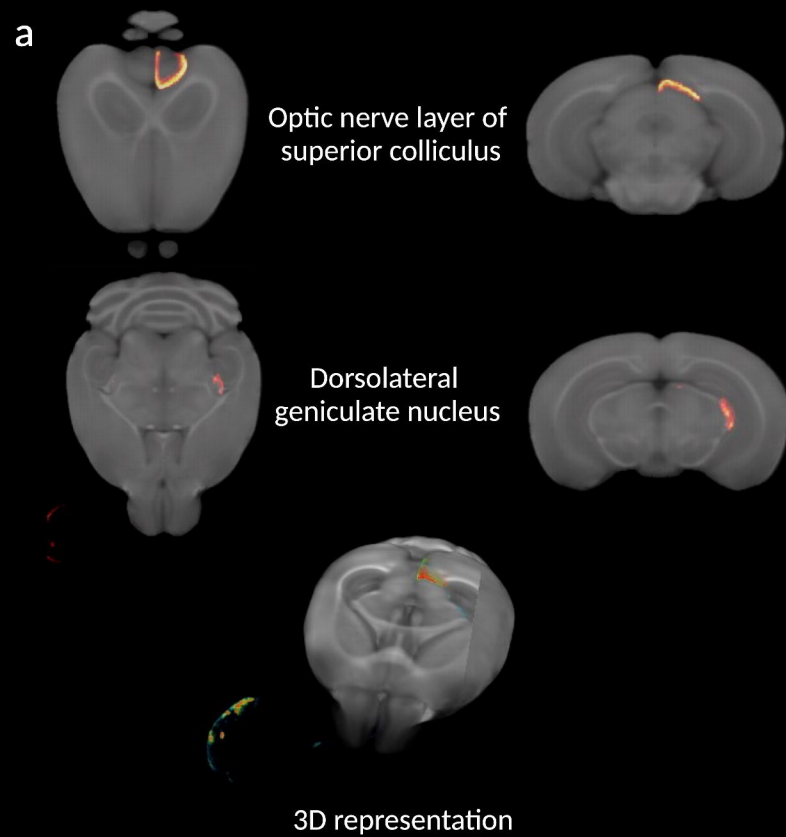 a
Optic nerve layer of
superior colliculus
Dorsolateral
geniculate nucleus
3D representation